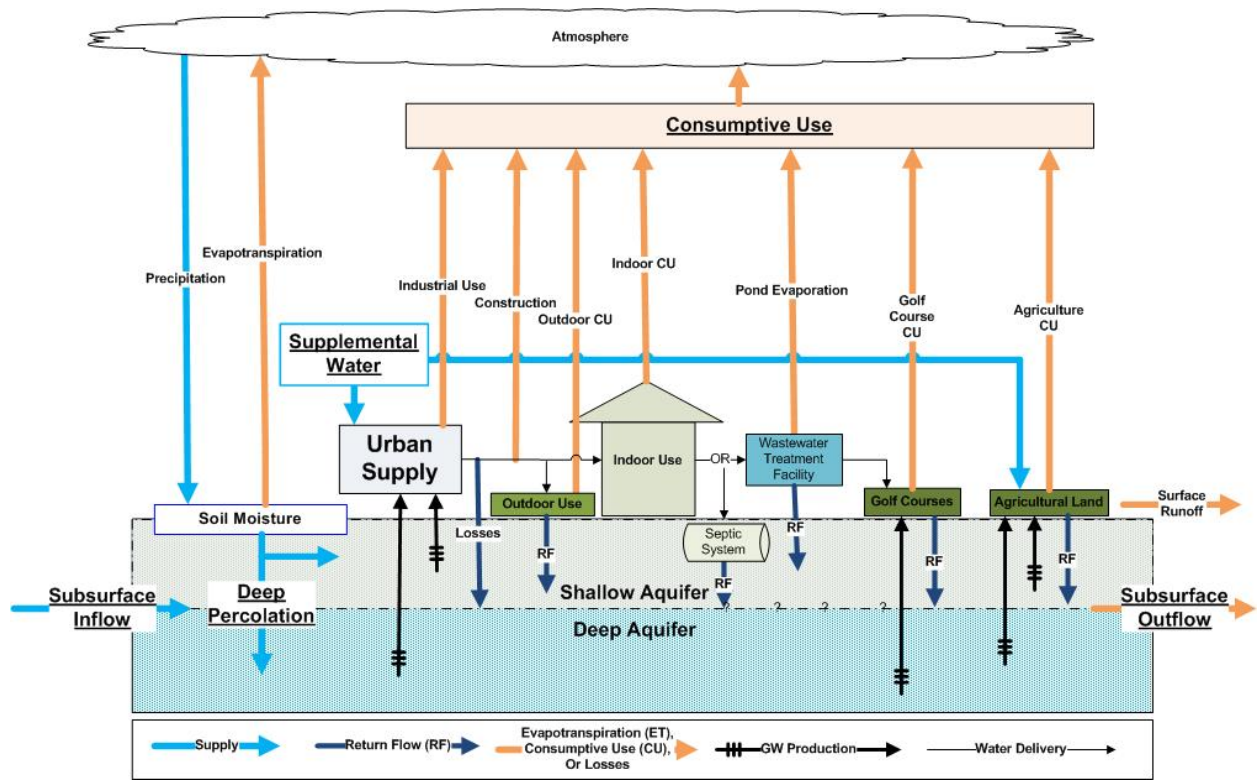 Atmosphere
Consumptive Use
Evapotranspiration
Precipitation
Industrial Use
Construction
Outdoor CU
Indoor CU
Pond Evaporation
Golf
Course
CU
Agriculture
CU
Supplemental
Water
Urban
Supply
Indoor Use
OR
Wastewater
Treatment
Facility
Outdoor Use
Golf Courses
Agricultural Land
Surface
Runoff
Soil Moisture
Losses
RF
Septic
System
RF
RF
RF
RF
Subsurface
Inflow
Deep
Percolation
Shallow Aquifer
? ? ? ?
Deep Aquifer
Subsurface
Outflow
Supply
Return Flow (RF)
Evapotranspiration (ET),
Consumptive Use (CU),
Or Losses
GW Production
Water Delivery